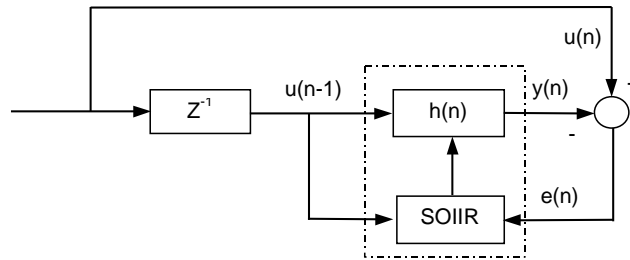 u(n)
u(n-1)
y(n)
Z⁻¹
h(n)
-
e(n)
SOIIR